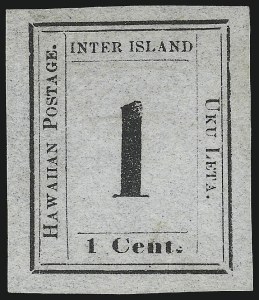 INTER ISLAND
HAWAIIAN POSTAGE.
1
UKU LETA.
1 Cent.